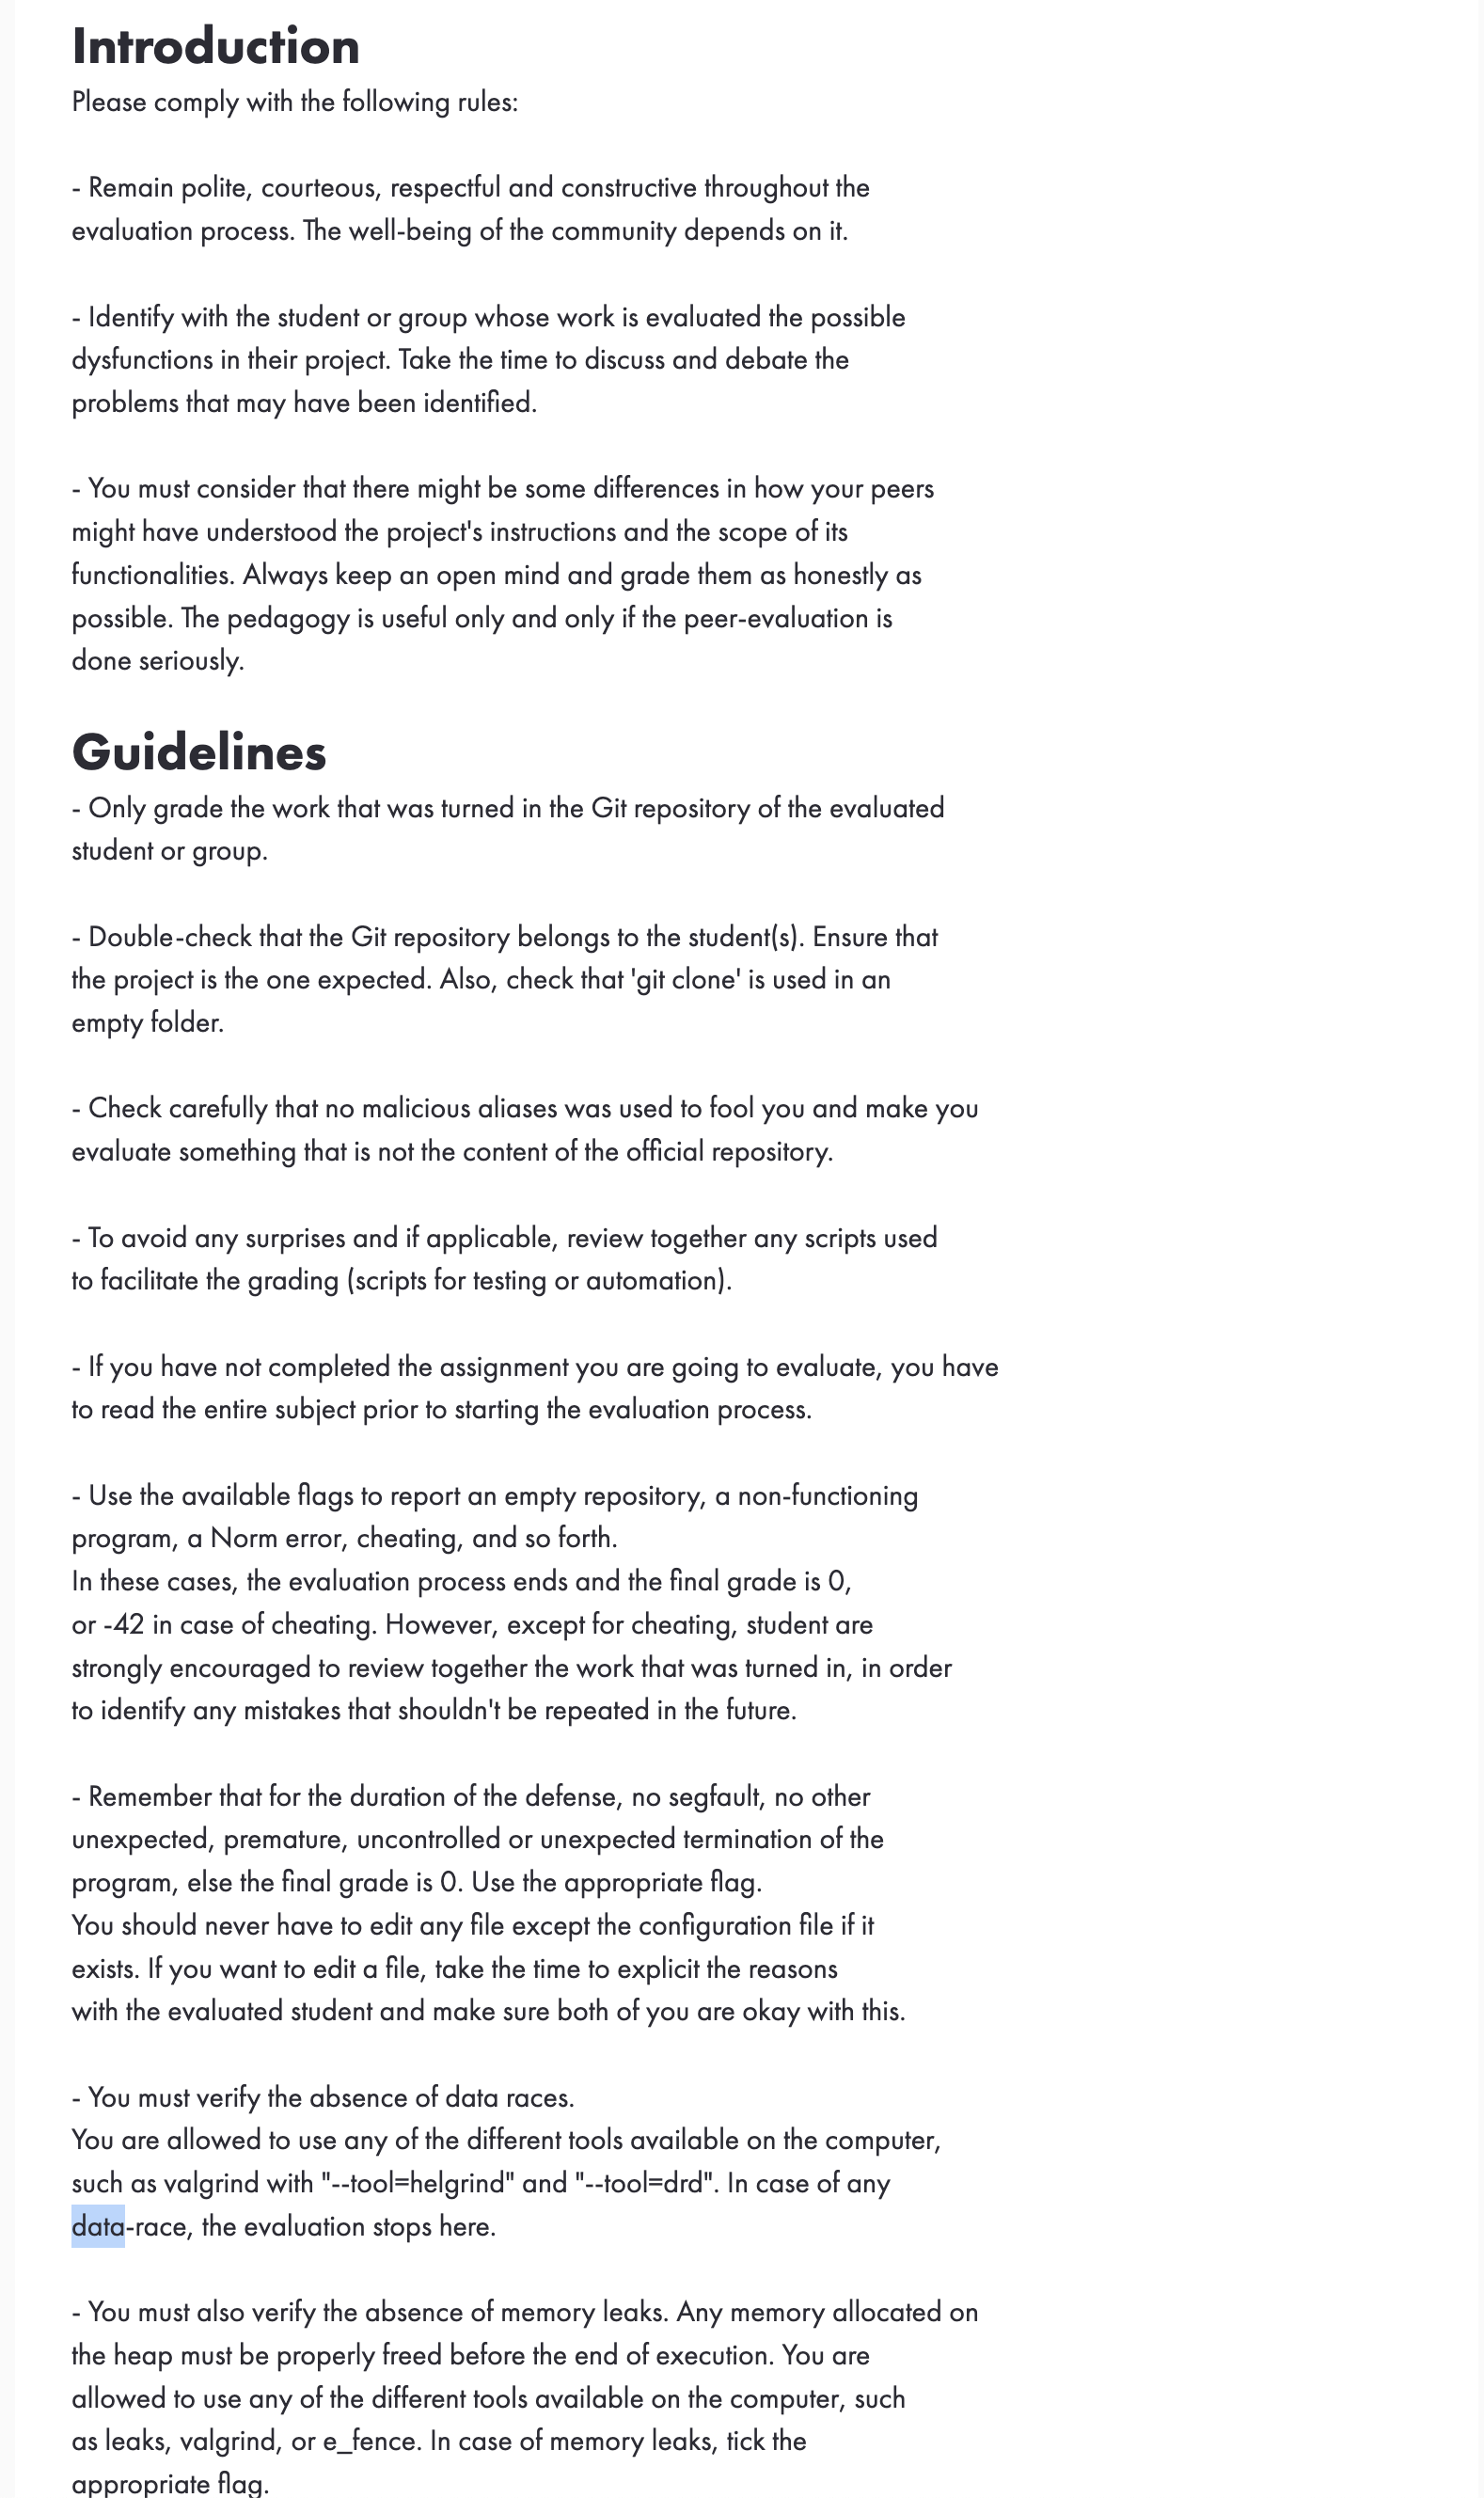 Introduction
Please comply with the following rules:
- Remain polite, courteous, respectful and constructive throughout the
evaluation process. The well-being of the community depends on it.
- Identify with the student or group whose work is evaluated the possible
dysfunctions in their project. Take the time to discuss and debate the
problems that may have been identified.
- You must consider that there might be some differences in how your peers
might have understood the project's instructions and the scope of its
functionalities. Always keep an open mind and grade them as honestly as
possible. The pedagogy is useful only and only if the peer-evaluation is
done seriously.
Guidelines
- Only grade the work that was turned in the Git repository of the evaluated
student or group.
- Double-check that the Git repository belongs to the student(s). Ensure that
the project is the one expected. Also, check that 'git clone' is used in an
empty folder.
- Check carefully that no malicious aliases was used to fool you and make you
evaluate something that is not the content of the official repository.
- To avoid any surprises and if applicable, review together any scripts used
to facilitate the grading (scripts for testing or automation).
- If you have not completed the assignment you are going to evaluate, you have
to read the entire subject prior to starting the evaluation process.
- Use the available flags to report an empty repository, a non-functioning
program, a Norm error, cheating, and so forth.
In these cases, the evaluation process ends and the final grade is 0,
or -42 in case of cheating. However, except for cheating, student are
strongly encouraged to review together the work that was turned in, in order
to identify any mistakes that shouldn't be repeated in the future.
- Remember that for the duration of the defense, no segfault, no other
unexpected, premature, uncontrolled or unexpected termination of the
program, else the final grade is 0. Use the appropriate flag.
You should never have to edit any file except the configuration file if it
exists. If you want to edit a file, take the time to explicit the reasons
with the evaluated student and make sure both of you are okay with this.
- You must verify the absence of data races.
You are allowed to use any of the different tools available on the computer,
such as valgrind with "--tool=helgrind" and "--tool=drd". In case of any
data-race, the evaluation stops here.
- You must also verify the absence of memory leaks. Any memory allocated on
the heap must be properly freed before the end of execution. You are
allowed to use any of the different tools available on the computer, such
as leaks, valgrind, or e_fence. In case of memory leaks, tick the
appropriate flag.